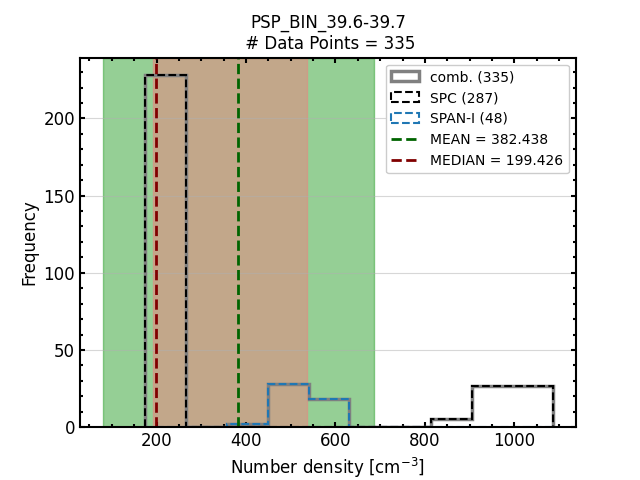 PSP_BIN_39.6-39.7
# Data Points = 335
comb. (335)
SPC (287)
SPAN-I (48)
MEAN = 382.438
MEDIAN = 199.426
Frequency
200
150
100
50
0
200 400 600 800 1000
Number density [cm⁻³]